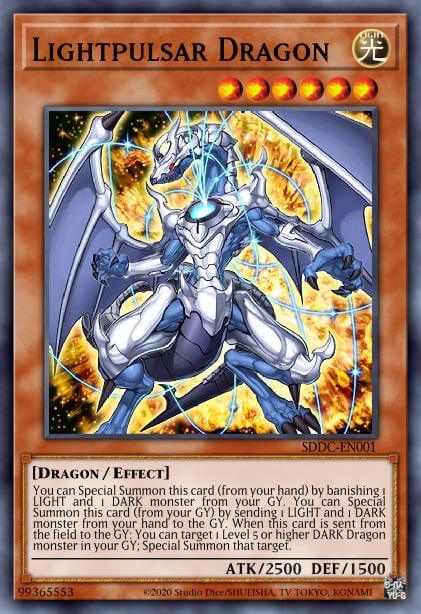 Lightpulsar Dragon
LIGHT
光
SDDC-EN001
[Dragon / Effect]
You can Special Summon this card (from your hand) by banishing 1
LIGHT and 1 DARK monster from your GY. You can Special
Summon this card (from your GY) by sending 1 LIGHT and 1 DARK
monster from your hand to the GY. When this card is sent from
the field to the GY: You can target 1 Level 5 or higher DARK Dragon
monster in your GY; Special Summon that target.
ATK/2500 DEF/1500
99365553
©2020 Studio Dice/SHUEISHA, TV TOKYO, KONAMI